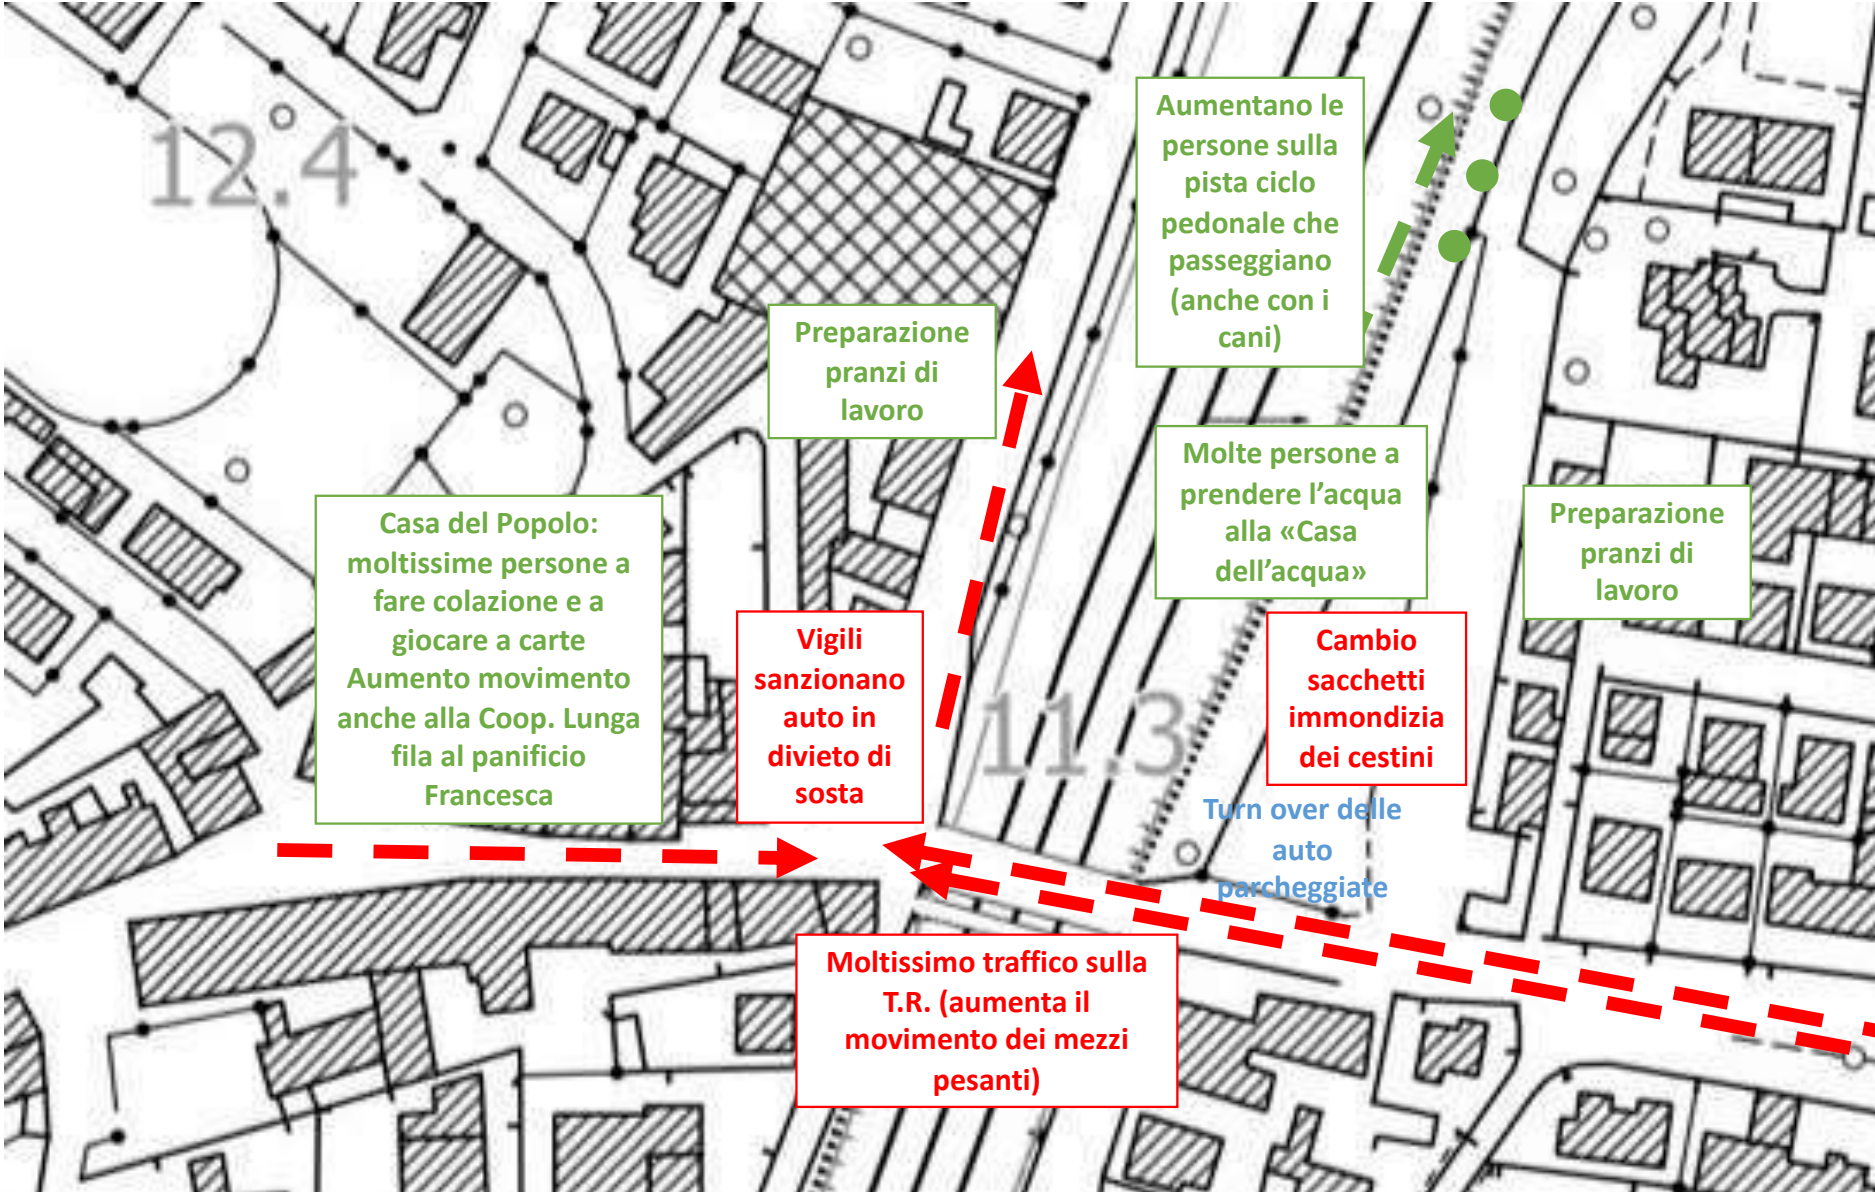 12.4
Aumentano le
persone sulla
pista ciclo
pedonale che
passeggiano
(anche con i
cani)
Preparazione
pranzi di
lavoro
Molte persone a
prendere l’acqua
alla «Casa
dell’acqua»
Preparazione
pranzi di
lavoro
Casa del Popolo:
moltissime persone a
fare colazione e a
giocare a carte
Aumento movimento
anche alla Coop. Lunga
fila al panificio
Francesca
Vigili
sanzionano
auto in
divieto di
sosta
11.3
Cambio
sacchetti
immondizia
dei cestini
Turn over delle
auto
parcheggiate
Moltissimo traffico sulla
T.R. (aumenta il
movimento dei mezzi
pesanti)